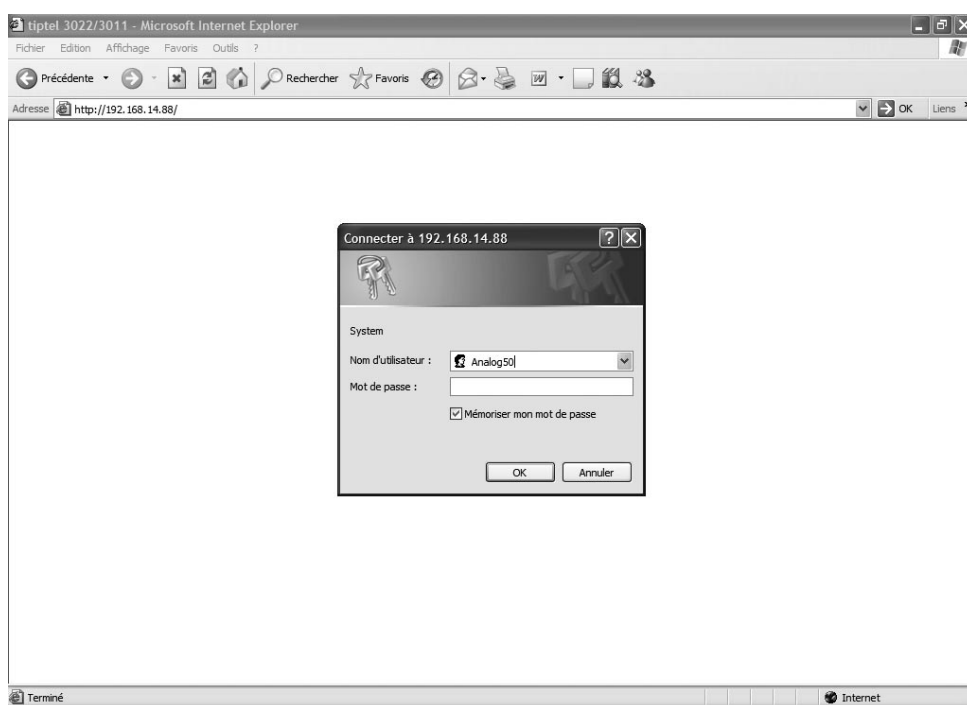 tiptel 3022/3011 - Microsoft Internet Explorer
Fichier Edition Affichage Favoris Outils ?
Précédente Rechercher Favoris
Adresse http://192.168.14.88/ OK Liens
Connecter à 192.168.14.88
System
Nom d'utilisateur : Analog50
Mot de passe :
Mémoriser mon mot de passe
OK Annuler
Terminé Internet